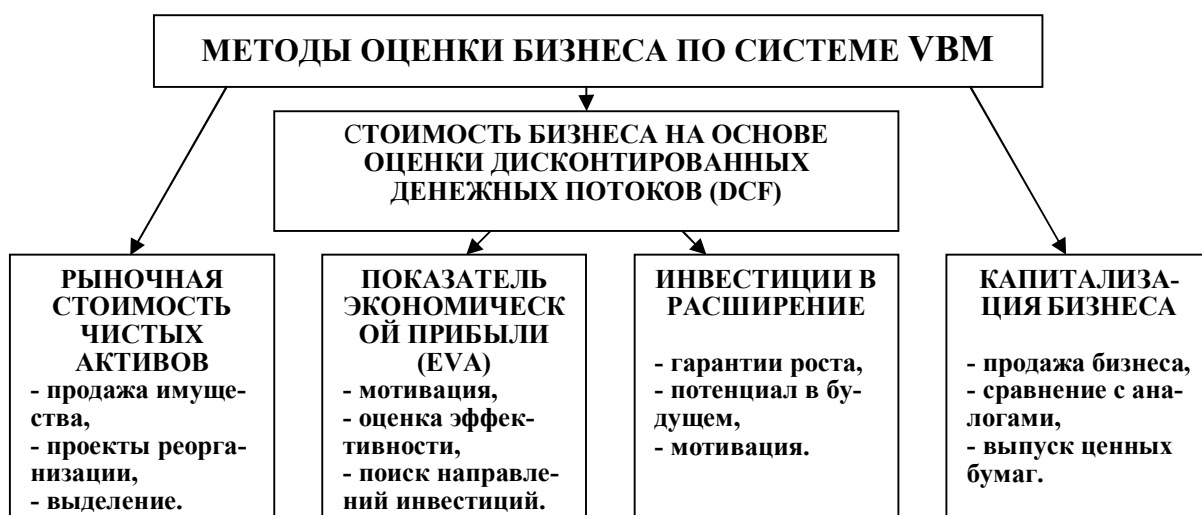 МЕТОДЫ ОЦЕНКИ БИЗНЕСА ПО СИСТЕМЕ VBM
СТОИМОСТЬ БИЗНЕСА НА ОСНОВЕ
ОЦЕНКИ ДИСКОНТИРОВАННЫХ
ДЕНЕЖНЫХ ПОТОКОВ (DCF)
РЫНОЧНАЯ
СТОИМОСТЬ
ЧИСТЫХ
АКТИВОВ
- продажа имуще-
ства,
- проекты реорга-
низации,
- выделение.
ПОКАЗАТЕЛЬ
ЭКОНОМИЧЕСК
ОЙ ПРИБЫЛИ
(EVA)
- мотивация,
- оценка эффек-
тивности,
- поиск направле-
ний инвестиций.
ИНВЕСТИЦИИ В
РАСШИРЕНИЕ
- гарантии роста,
- потенциал в бу-
дущем,
- мотивация.
КАПИТАЛИЗА-
ЦИЯ БИЗНЕСА
- продажа бизнеса,
- сравнение с ана-
логами,
- выпуск ценных
бумаг.